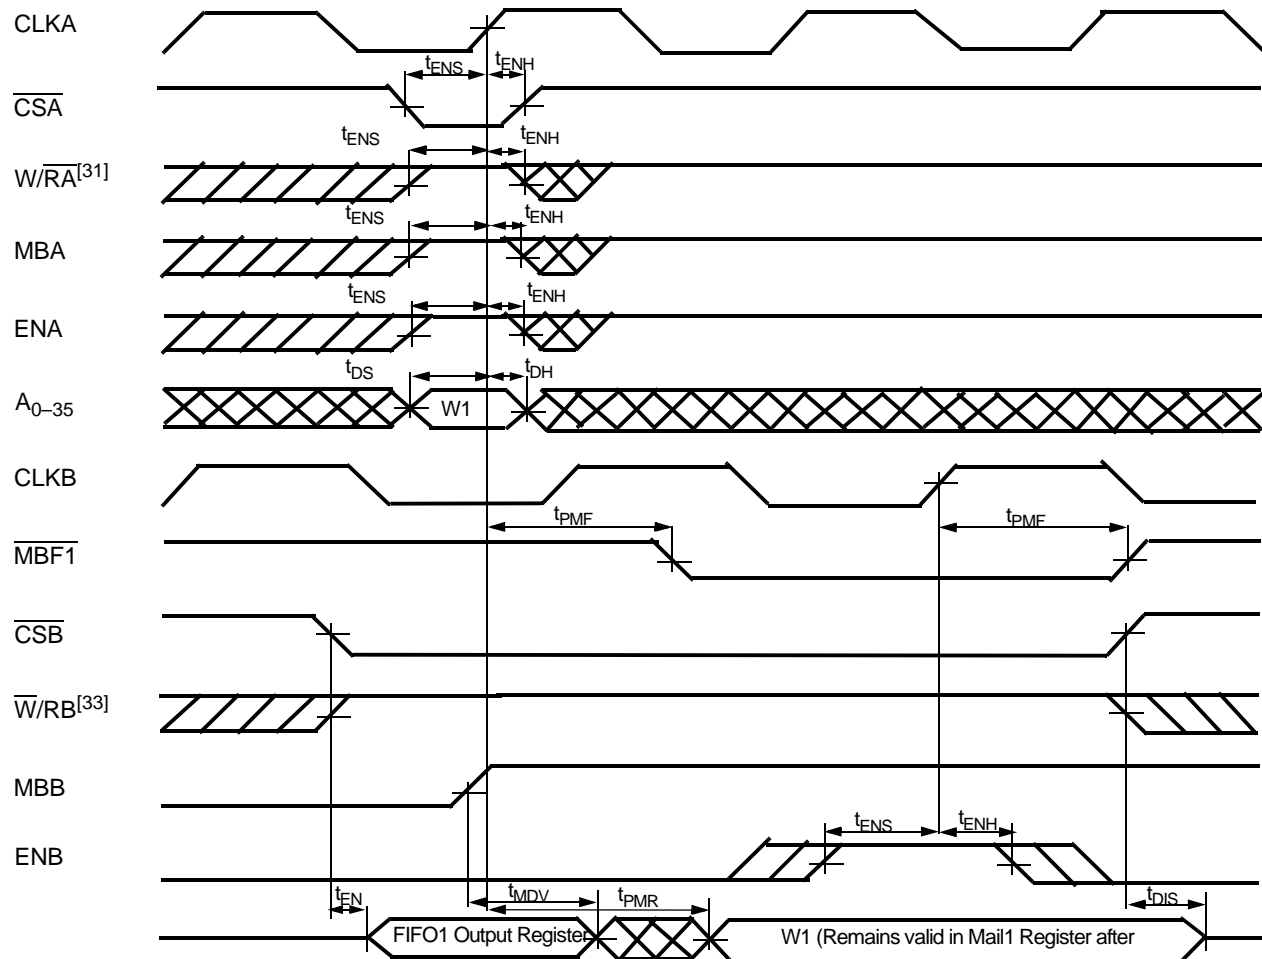 CLKA
tENS tENH
CSA
tENS tENH
W/RA[31]
tENS tENH
MBA
tENS tENH
ENA
tDS tDH
A0–35 W1
CLKB
tPMF tPMF
MBF1
CSB
W/RB[33]
MBB
tENS tENH
ENB
tEN tMDV tPMR tDIS
FIFO1 Output Register W1 (Remains valid in Mail1 Register after